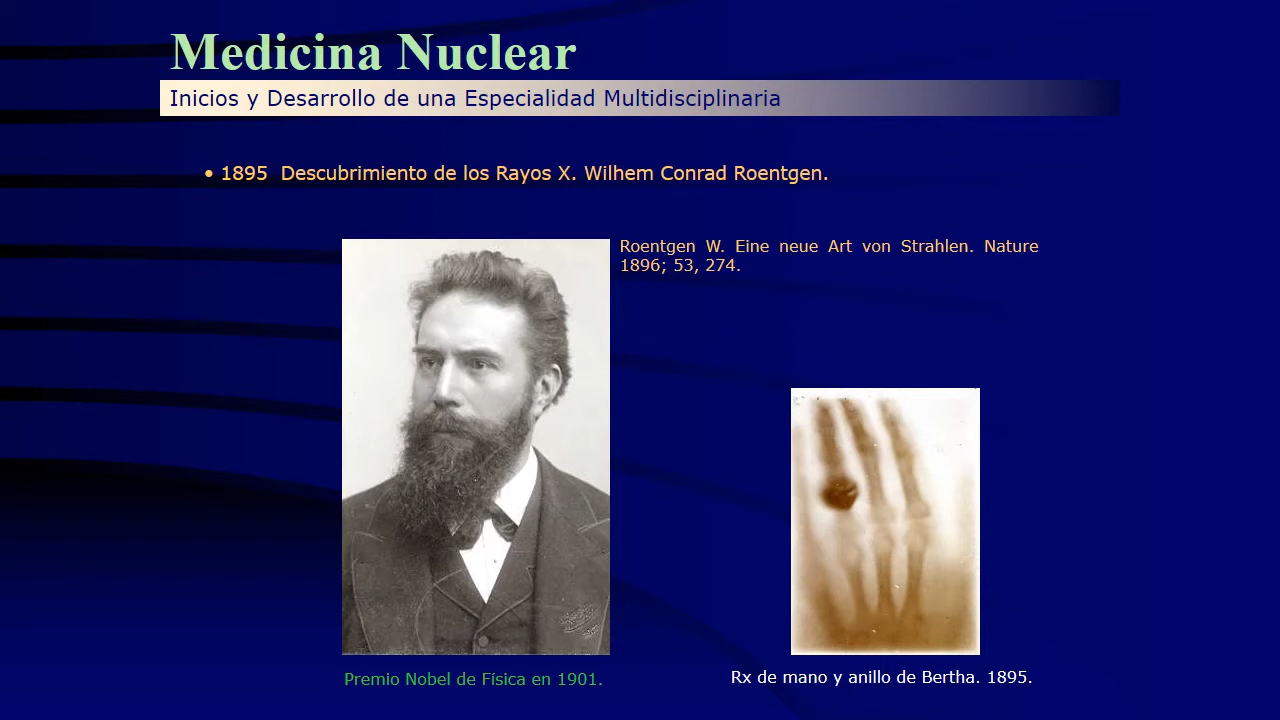 Medicina Nuclear
Inicios y Desarrollo de una Especialidad Multidisciplinaria
• 1895 Descubrimiento de los Rayos X. Wilhem Conrad Roentgen.
Roentgen W. Eine neue Art von Strahlen. Nature
1896; 53, 274.
Premio Nobel de Física en 1901.
Rx de mano y anillo de Bertha. 1895.